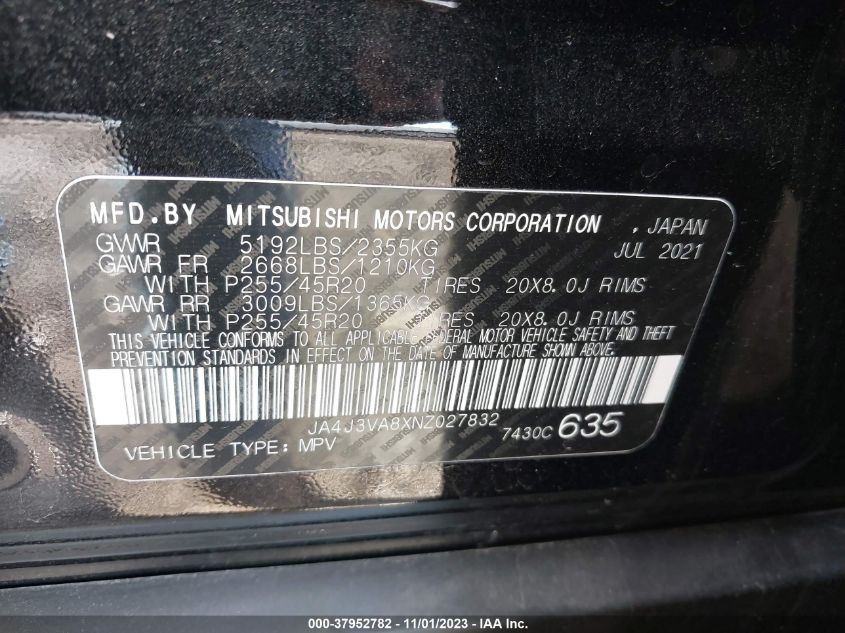 MFD.BY MITSUBISHI MOTORS CORPORATION , JAPAN
GVWR 5192LBS/2355KG JUL 2021
GAWR FR 2668LBS/1210KG
WITH P255/45R20 TIRES 20X8.0J RIMS
GAWR RR 3009LBS/1365KG
WITH P255/45R20 TIRES 20X8.0J RIMS
THIS VEHICLE CONFORMS TO ALL APPLICABLE FEDERAL MOTOR VEHICLE SAFETY AND THEFT
PREVENTION STANDARDS IN EFFECT ON THE DATE OF MANUFACTURE SHOWN ABOVE.
JA4J3VA8XNZ027832
VEHICLE TYPE: MPV 7430C 635
000-37952782 - 11/01/2023 - IAA Inc.